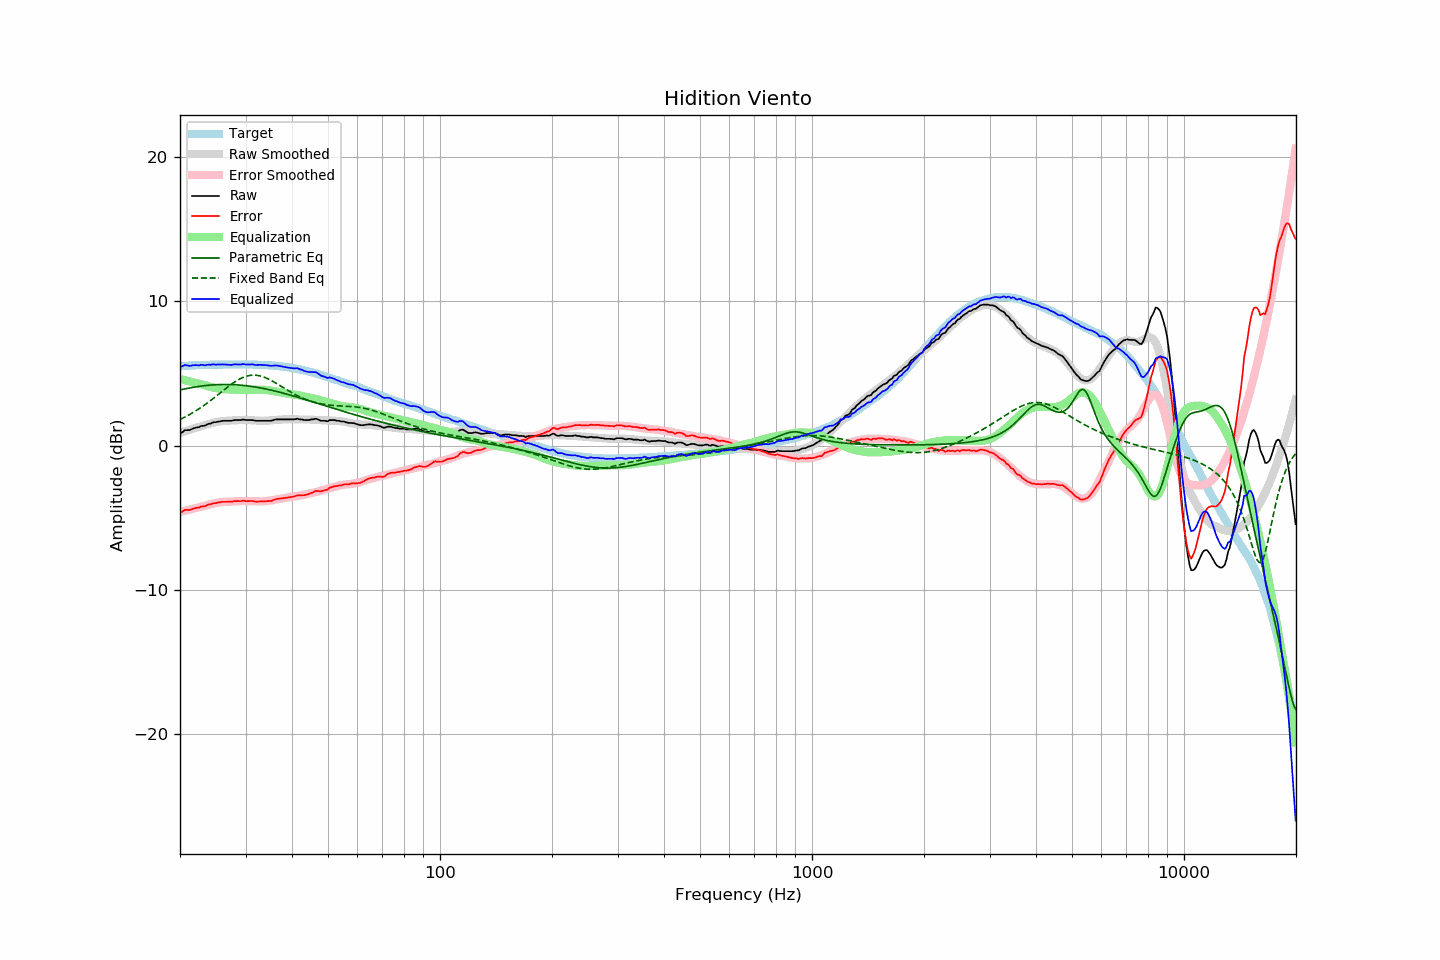 Hidition Viento
Target
Raw Smoothed
Error Smoothed
Raw
Error
Equalization
Parametric Eq
Fixed Band Eq
Equalized
20
10
0
−10
−20
Amplitude (dBr)
100
1000
10000
Frequency (Hz)